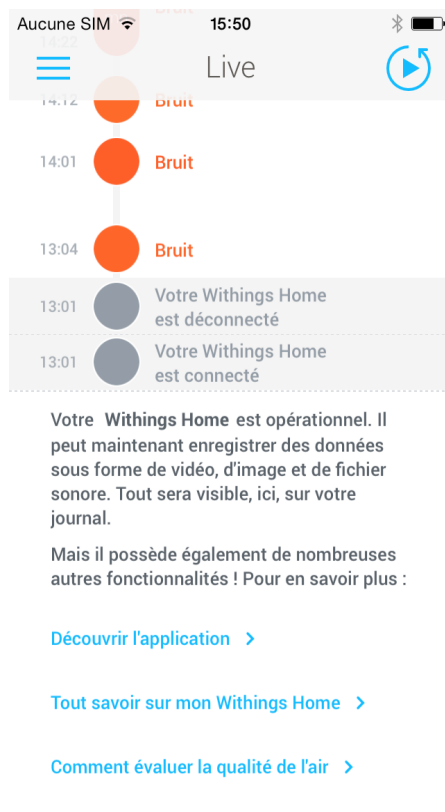 Aucune SIM 15:50
14:22
Live
14:12 Bruit
14:01 Bruit
13:04 Bruit
13:01 Votre Withings Home
est déconnecté
13:01 Votre Withings Home
est connecté
Votre Withings Home est opérationnel. Il
peut maintenant enregistrer des données
sous forme de vidéo, d'image et de fichier
sonore. Tout sera visible, ici, sur votre
journal.
Mais il possède également de nombreuses
autres fonctionnalités ! Pour en savoir plus :
Découvrir l'application
Tout savoir sur mon Withings Home
Comment évaluer la qualité de l'air